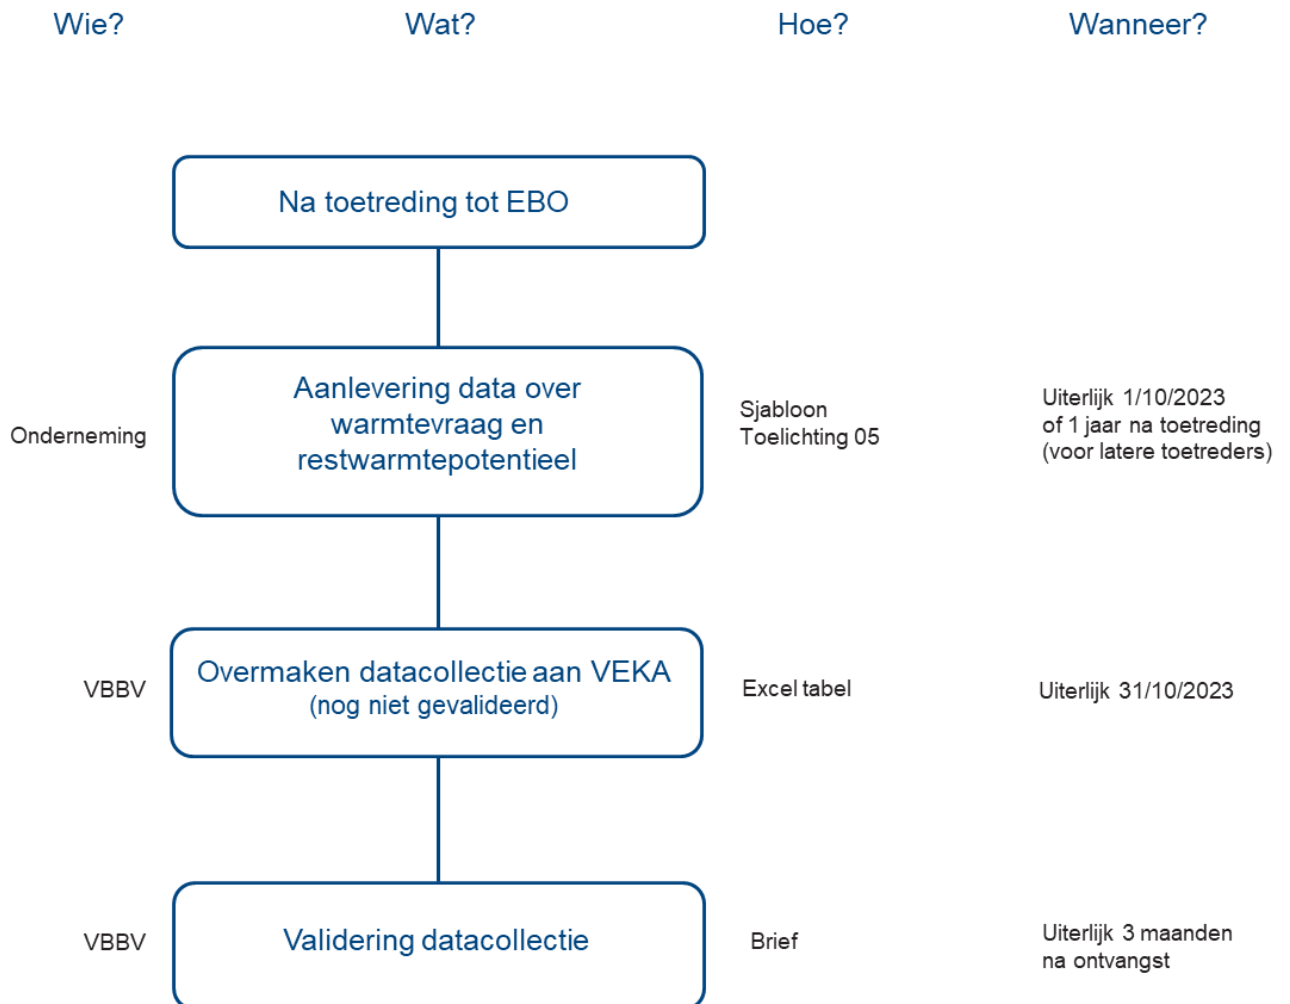 Wie?
Wat?
Hoe?
Wanneer?
Na toetreding tot EBO
Onderneming
Aanlevering data over
warmtevraag en
restwarmtepotentieel
Sjabloon
Toelichting 05
Uiterlijk 1/10/2023
of 1 jaar na toetreding
(voor latere toetreders)
VBBV
Overmaken datacollectie aan VEKA
(nog niet gevalideerd)
Excel tabel
Uiterlijk 31/10/2023
VBBV
Validering datacollectie
Brief
Uiterlijk 3 maanden
na ontvangst